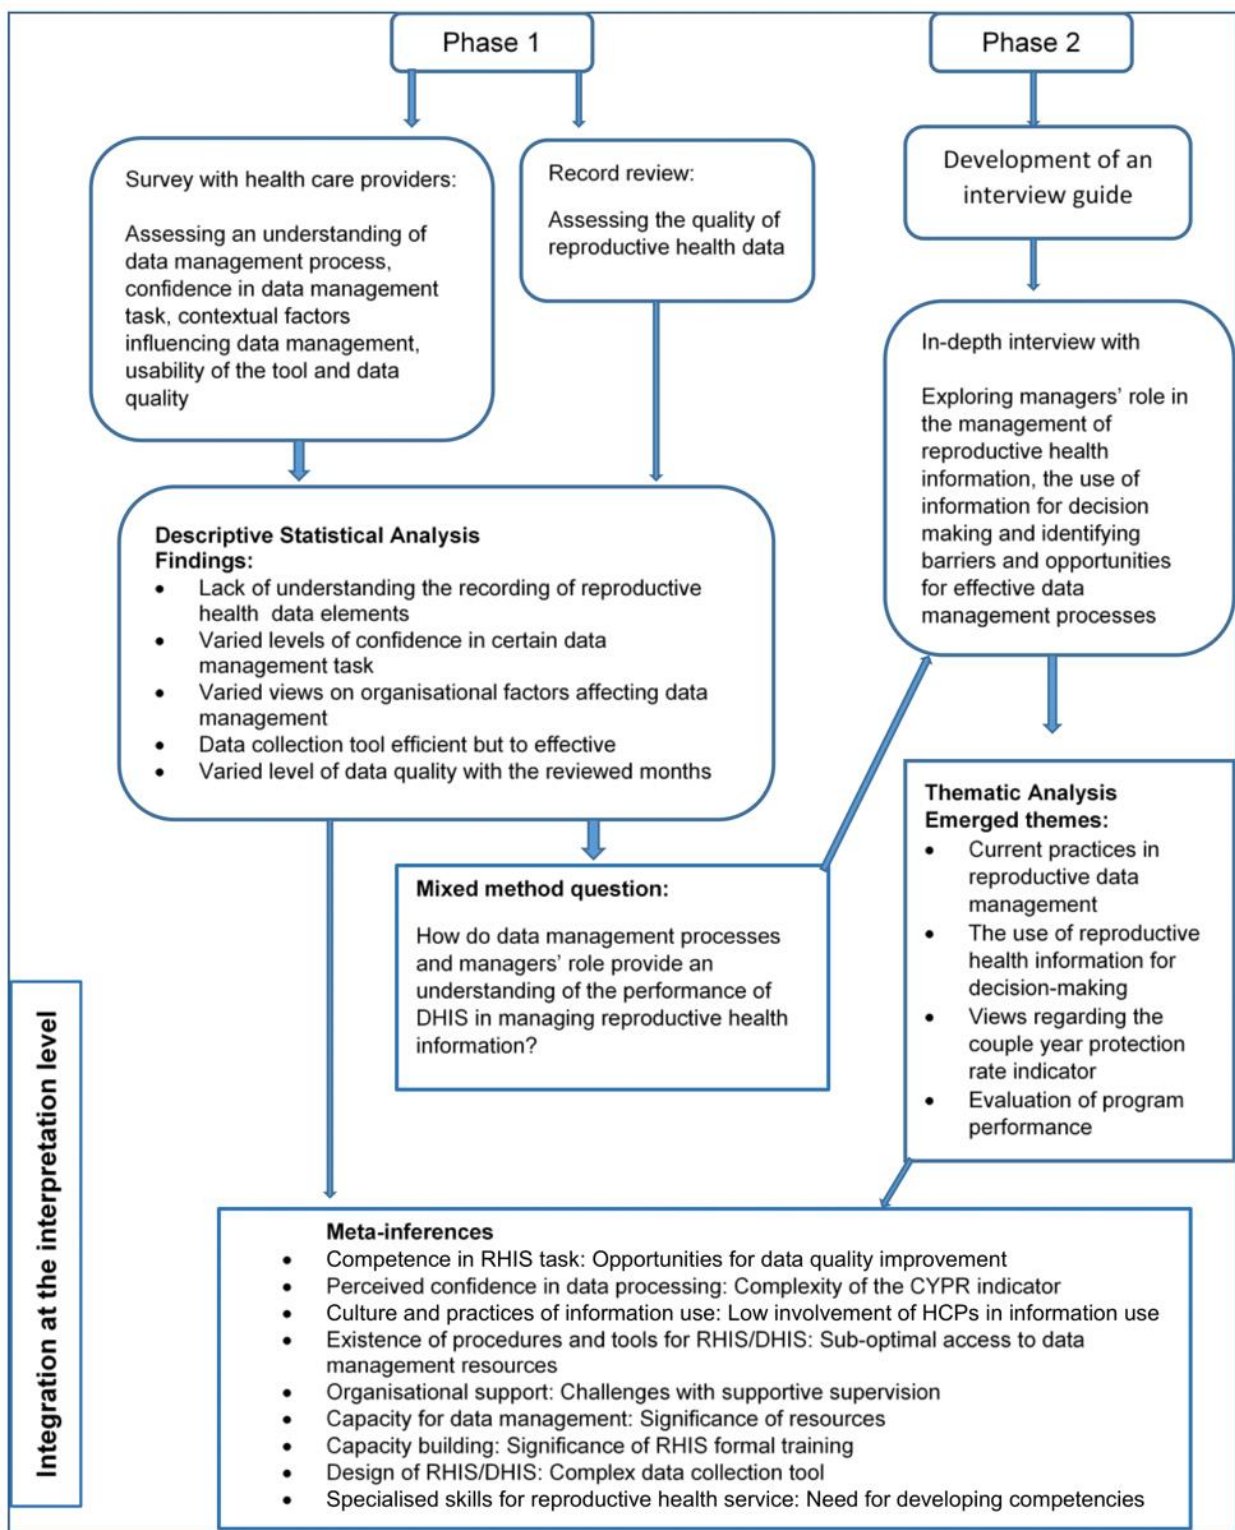 Phase 1
Phase 2
Survey with health care providers:
Assessing an understanding of
data management process,
confidence in data management
task, contextual factors
influencing data management,
usability of the tool and data
quality
Record review:
Assessing the quality of
reproductive health data
Development of an
interview guide
In-depth interview with
Exploring managers' role in
the management of
reproductive health
information, the use of
information for decision
making and identifying
barriers and opportunities
for effective data
management processes
Descriptive Statistical Analysis
Findings:
• Lack of understanding the recording of reproductive
health data elements
• Varied levels of confidence in certain data
management task
• Varied views on organisational factors affecting data
management
• Data collection tool efficient but to effective
• Varied level of data quality with the reviewed months
Mixed method question:
How do data management processes
and managers' role provide an
understanding of the performance of
DHIS in managing reproductive health
information?
Thematic Analysis
Emerged themes:
• Current practices in
reproductive data
management
• The use of reproductive
health information for
decision-making
• Views regarding the
couple year protection
rate indicator
• Evaluation of program
performance
Integration at the interpretation level
Meta-inferences
• Competence in RHIS task: Opportunities for data quality improvement
• Perceived confidence in data processing: Complexity of the CYPR indicator
• Culture and practices of information use: Low involvement of HCPs in information use
• Existence of procedures and tools for RHIS/DHIS: Sub-optimal access to data
management resources
• Organisational support: Challenges with supportive supervision
• Capacity for data management: Significance of resources
• Capacity building: Significance of RHIS formal training
• Design of RHIS/DHIS: Complex data collection tool
• Specialised skills for reproductive health service: Need for developing competencies